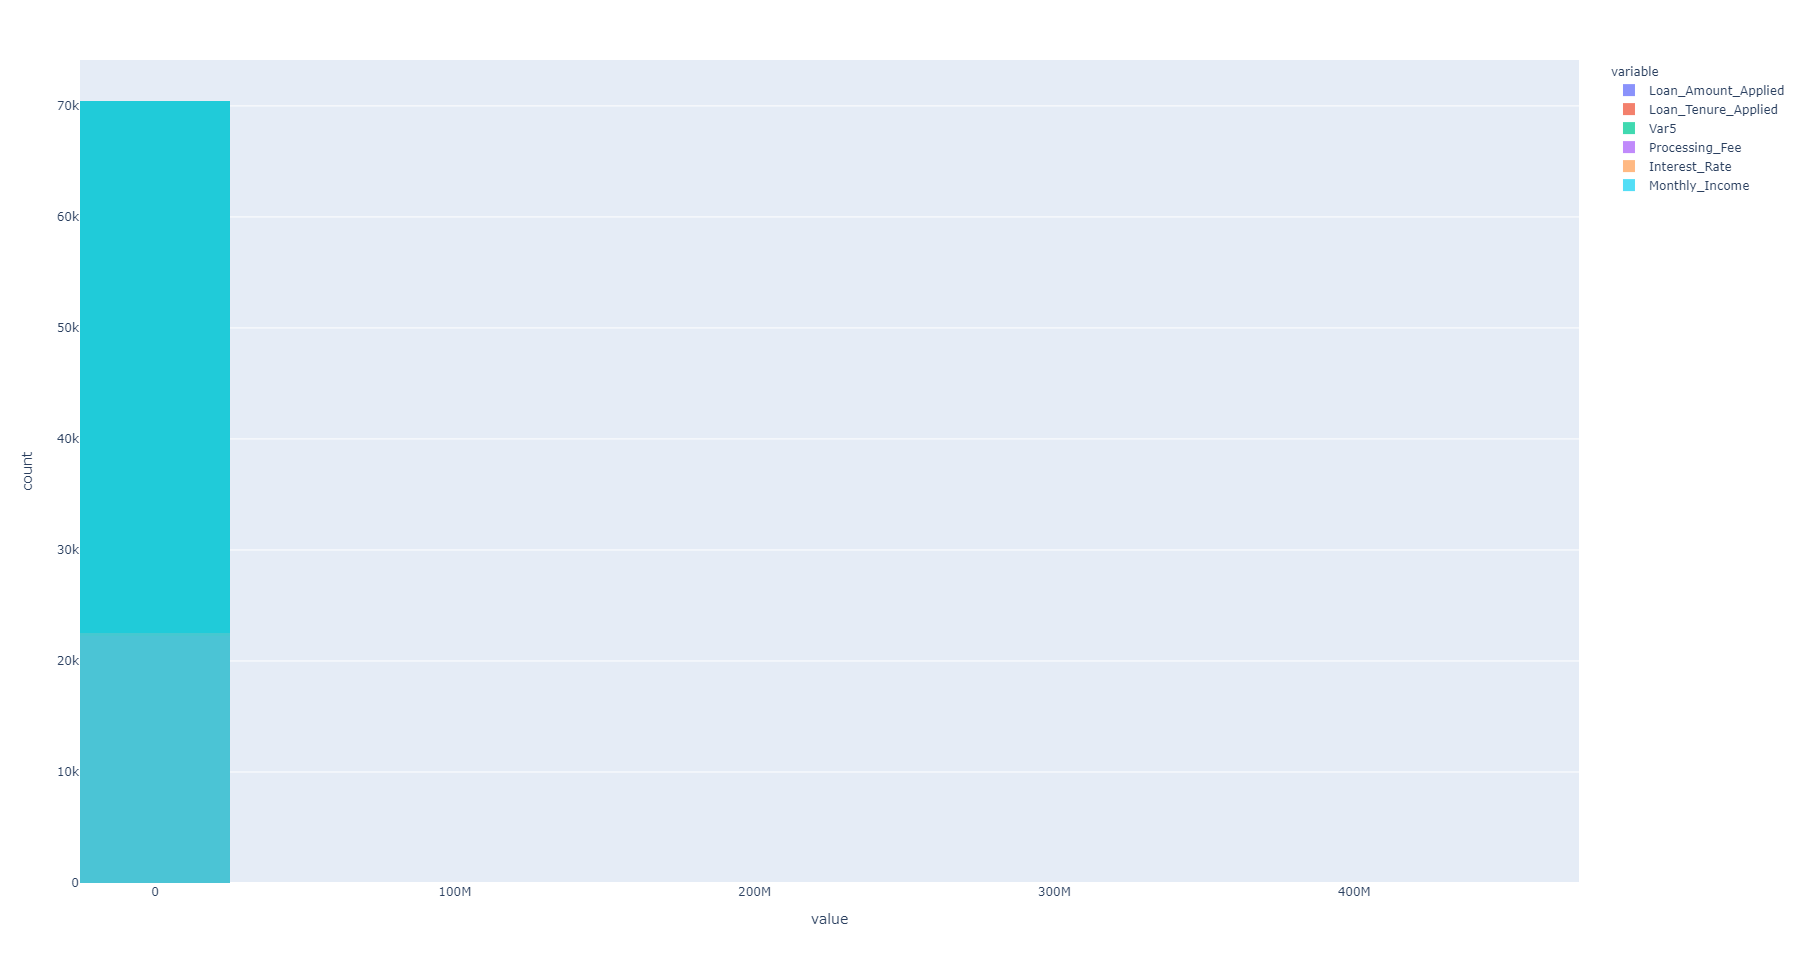 variable
Loan_Amount_Applied
Loan_Tenure_Applied
Var5
Processing_Fee
Interest_Rate
Monthly_Income
70k
60k
50k
40k
30k
20k
10k
0
count
0 100M 200M 300M 400M
value